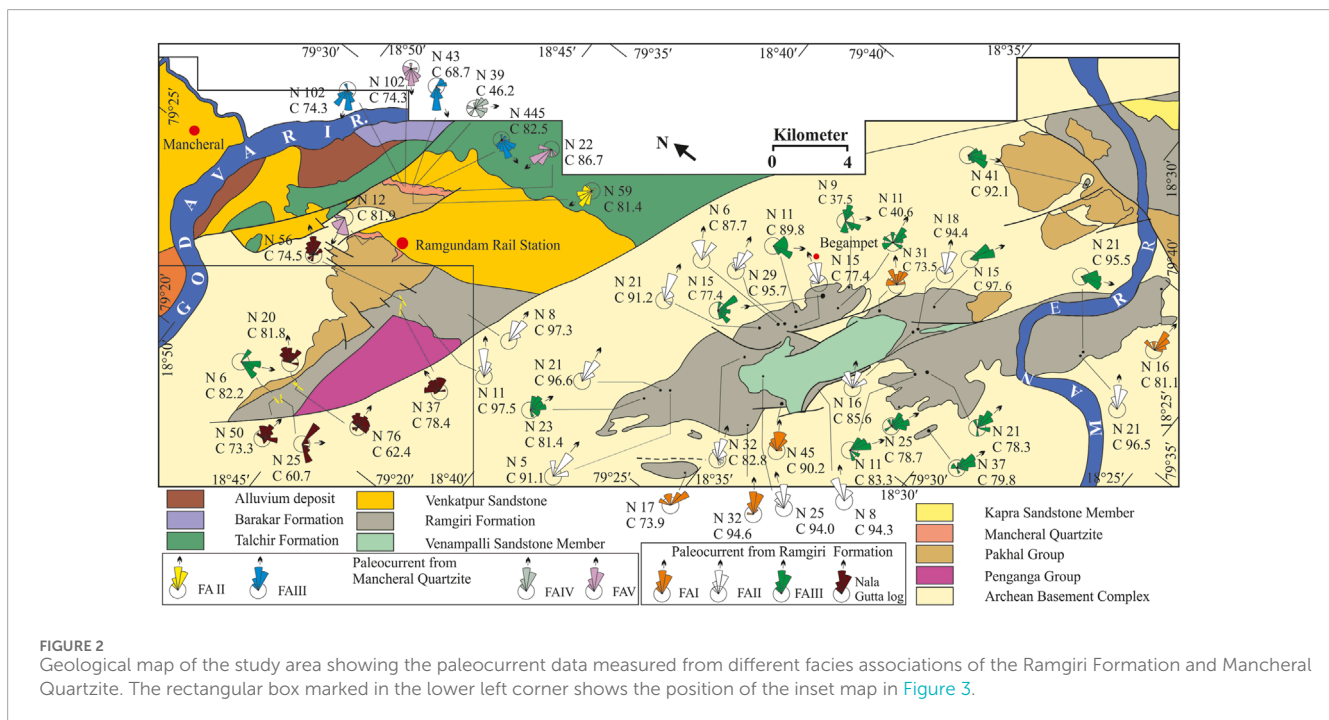 79°30′ 18°50′ 18°45′ 79°35′ 18°40′ 79°40′ 18°35′
79°25′
Mancheral
GODAVARI R.
N 102
C 74.3
N 102
C 74.3
N 43
C 68.7
N 39
C 46.2
N 445
C 82.5
N 22
C 86.7
N 59
C 81.4
N
Kilometer
0 4
N 12
C 81.9
N 56
C 74.5
Ramgundam Rail Station
N 6
C 87.7
N 9
C 37.5
N 11
C 89.8
N 11
C 40.6
Begampet
N 18
C 94.4
N 41
C 92.1
18°30′
N 31
C 73.5
N 15
C 77.4
N 29
C 95.7
N 21
C 91.2
N 15
C 77.4
N 15
C 97.6
N 21
C 95.5
79°40′
79°20′
18°50′
N 20
C 81.8
N 6
C 82.2
N 8
C 97.3
N 11
C 97.5
N 21
C 96.6
N 37
C 78.4
N 23
C 81.4
N 16
C 85.6
MANER R
N 16
C 81.1
18°25′
N 21
C 96.5
N 50
C 73.3
N 25
C 60.7
N 76
C 62.4
N 5
C 91.1
N 32
C 82.8
N 45
C 90.2
N 11
C 83.3
N 25
C 78.7
N 21
C 78.3
N 37
C 79.8
79°35′
18°45′ 79°20′ 18°40′ 79°25′ 18°35′ 18°30′ 79°30′ 18°25′
N 17
C 73.9
N 32
C 94.6
N 25
C 94.0
N 8
C 94.3
Alluvium deposit
Barakar Formation
Talchir Formation
Venkatpur Sandstone
Ramgiri Formation
Venampalli Sandstone Member
Kapra Sandstone Member
Mancheral Quartzite
Pakhal Group
Penganga Group
Archean Basement Complex
Paleocurrent from
Mancheral Quartzite
FA II FAIII FAIV FAV
Paleocurrent from Ramgiri Formation
FAI FAII FAIII Nala
Gutta log
FIGURE 2
Geological map of the study area showing the paleocurrent data measured from different facies associations of the Ramgiri Formation and Mancheral
Quartzite. The rectangular box marked in the lower left corner shows the position of the inset map in Figure 3.